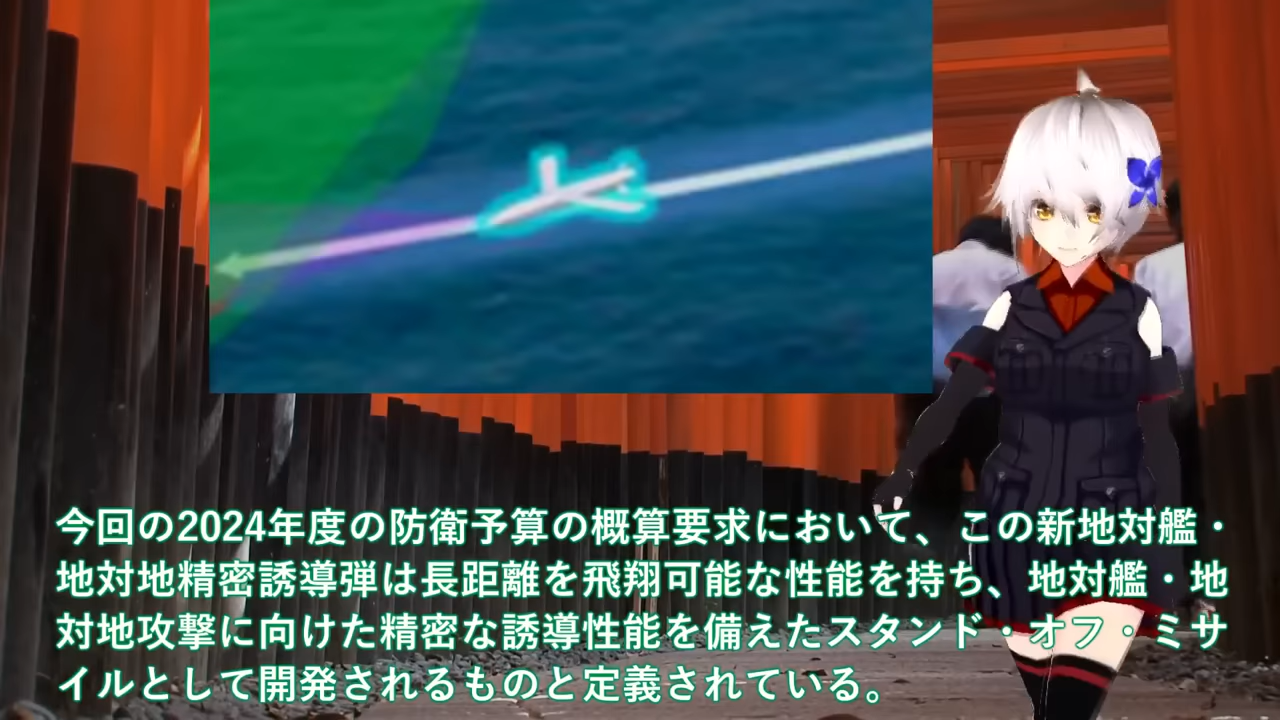 今回の2024年度の防衛予算の概算要求において、この新地対艦・
地対地精密誘導弾は長距離を飛翔可能な性能を持ち、地対艦・地
対地攻撃に向けた精密な誘導性能を備えたスタンド・オフ・ミサ
イルとして開発されるものと定義されている。